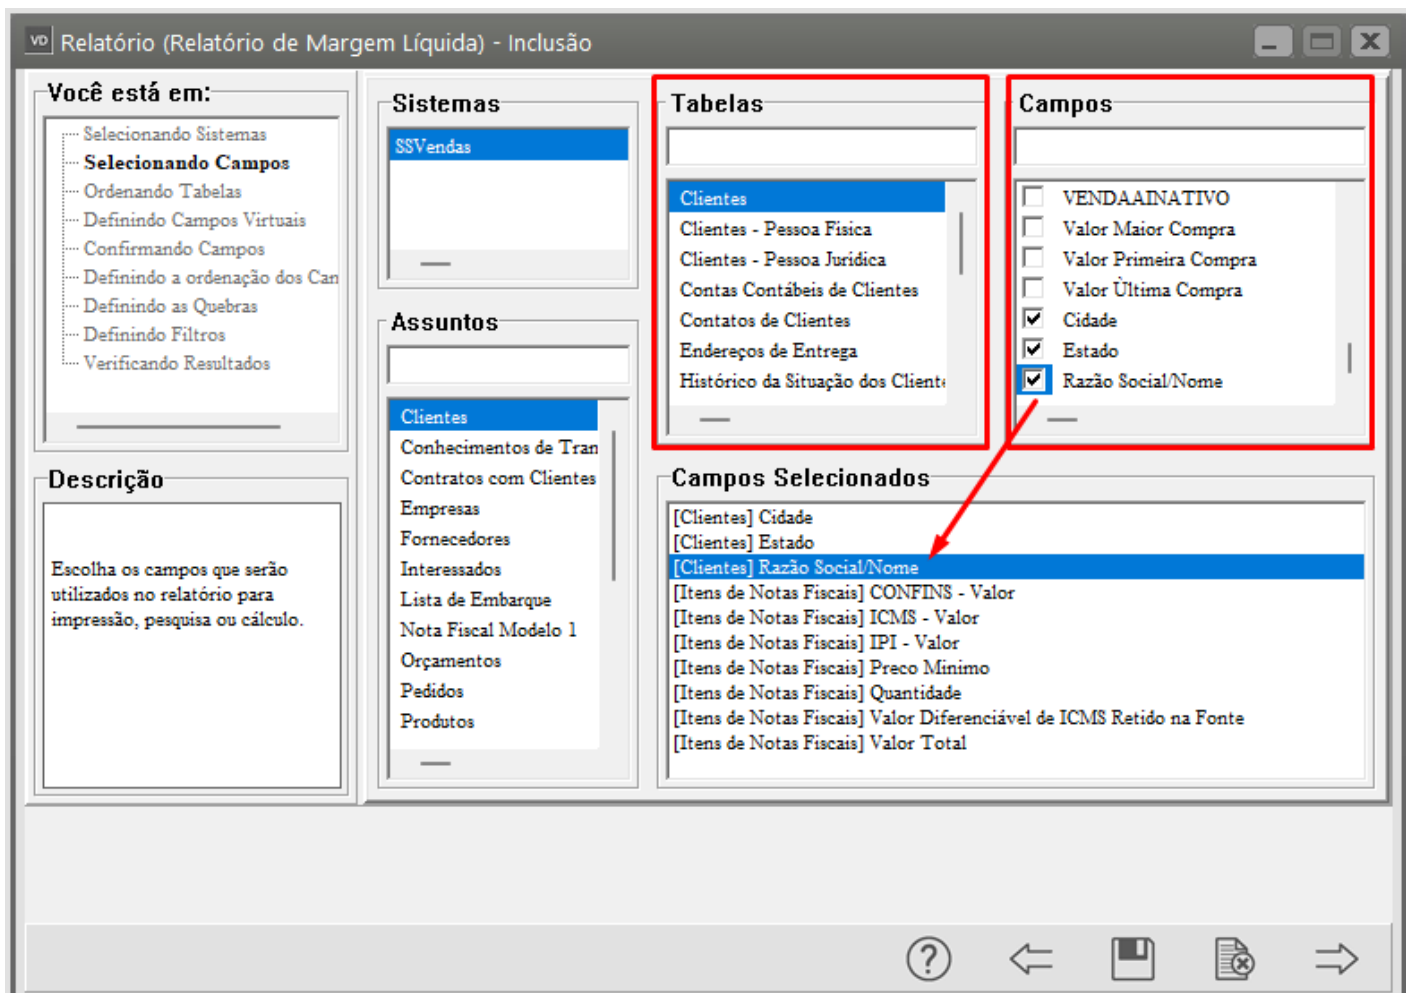 VD Relatório (Relatório de Margem Líquida) - Inclusão
Você está em:
Selecionando Sistemas
Selecionando Campos
Ordenando Tabelas
Definindo Campos Virtuais
Confirmando Campos
Definindo a ordenação dos Can
Definindo as Quebras
Definindo Filtros
Verificando Resultados
Descrição
Escolha os campos que serão
utilizados no relatório para
impressão, pesquisa ou cálculo.
Sistemas
SSVendas
Assuntos
Clientes
Conhecimentos de Tran
Contratos com Clientes
Empresas
Fornecedores
Interessados
Lista de Embarque
Nota Fiscal Modelo 1
Orçamentos
Pedidos
Produtos
Tabelas
Clientes
Clientes - Pessoa Fisica
Clientes - Pessoa Juridica
Contas Contábeis de Clientes
Contatos de Clientes
Endereços de Entrega
Histórico da Situação dos Cliente
Campos
VENDAAINATIVO
Valor Maior Compra
Valor Primeira Compra
Valor Ùltima Compra
Cidade
Estado
Razão Social/Nome
Campos Selecionados
[Clientes] Cidade
[Clientes] Estado
[Clientes] Razão Social/Nome
[Itens de Notas Fiscais] CONFINS - Valor
[Itens de Notas Fiscais] ICMS - Valor
[Itens de Notas Fiscais] IPI - Valor
[Itens de Notas Fiscais] Preco Minimo
[Itens de Notas Fiscais] Quantidade
[Itens de Notas Fiscais] Valor Diferenciável de ICMS Retido na Fonte
[Itens de Notas Fiscais] Valor Total